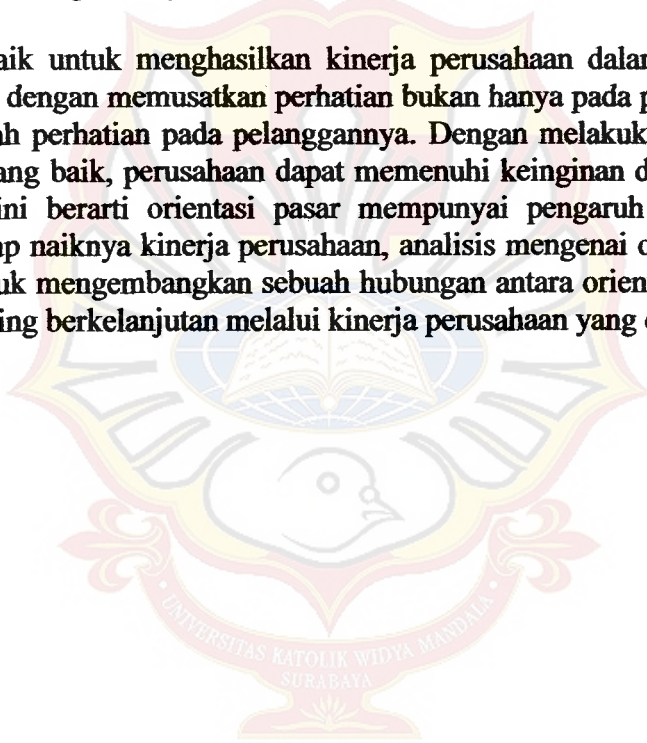 aik untuk menghasilkan kinerja perusahaan dalan
dengan memusatkan perhatian bukan hanya pada p
ah perhatian pada pelanggannya. Dengan melakuk
ang baik, perusahaan dapat memenuhi keinginan d
ini berarti orientasi pasar mempunyai pengaruh
ap naiknya kinerja perusahaan, analisis mengenai o
uk mengembangkan sebuah hubungan antara orien
ing berkelanjutan melalui kinerja perusahaan yang
UNIVERSITAS KATOLIK WIDYA MANDALA
SURABAYA